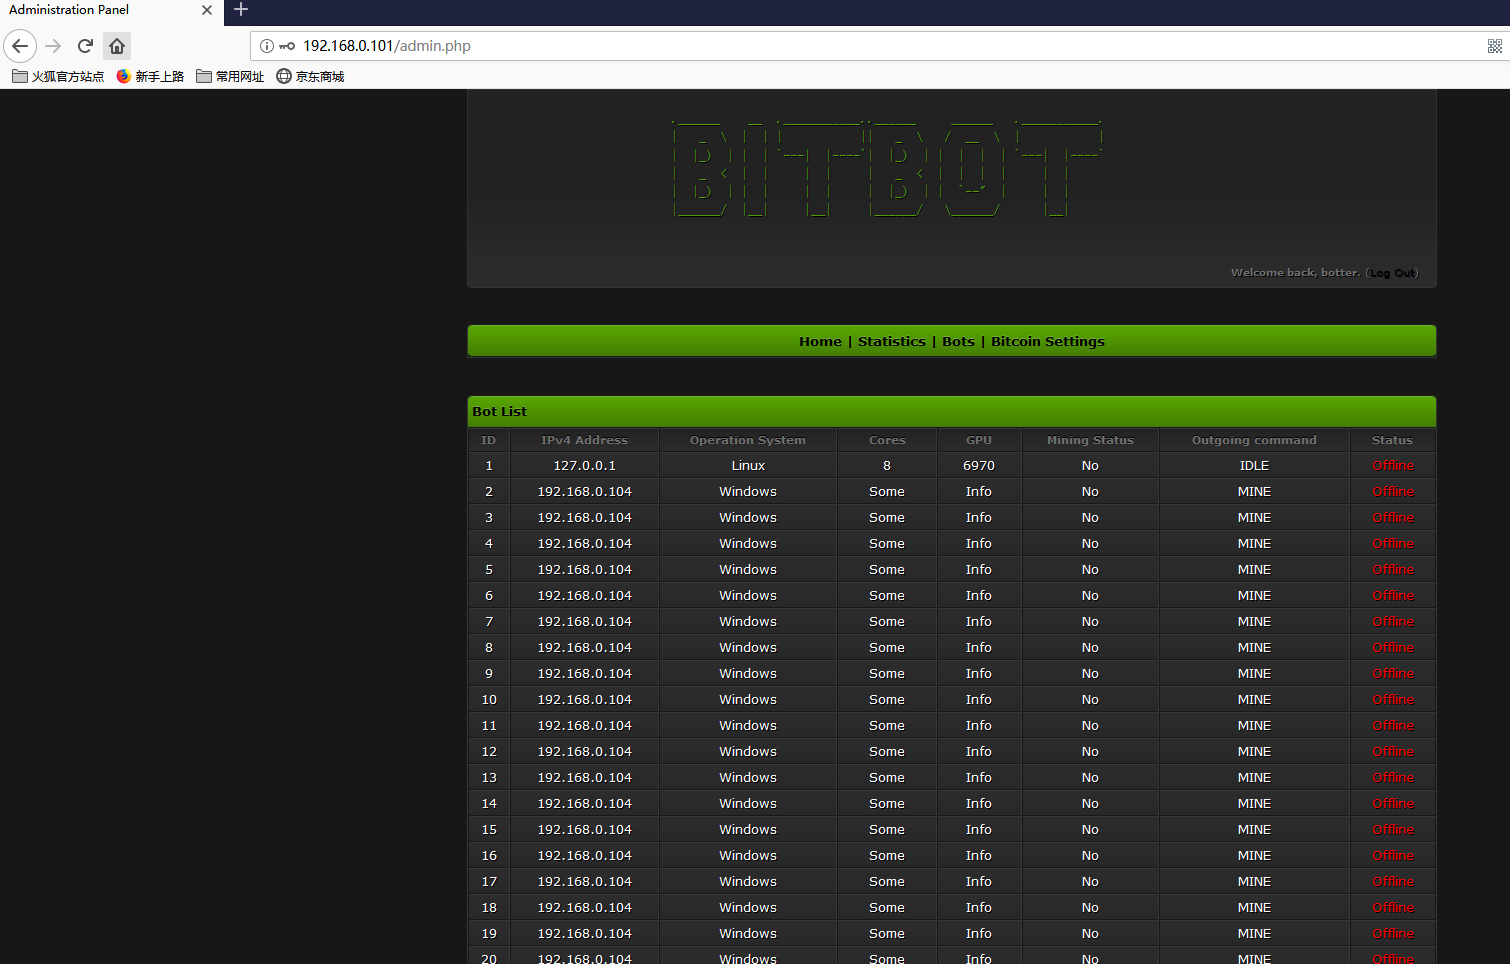 Administration Panel
192.168.0.101/admin.php
火狐官方站点 新手上路 常用网址 京东商城
BITBOT
Welcome back, botter. (Log Out)
Home | Statistics | Bots | Bitcoin Settings
Bot List
ID IPv4 Address Operation System Cores GPU Mining Status Outgoing command Status
1 127.0.0.1 Linux 8 6970 No IDLE Offline
2 192.168.0.104 Windows Some Info No MINE Offline
3 192.168.0.104 Windows Some Info No MINE Offline
4 192.168.0.104 Windows Some Info No MINE Offline
5 192.168.0.104 Windows Some Info No MINE Offline
6 192.168.0.104 Windows Some Info No MINE Offline
7 192.168.0.104 Windows Some Info No MINE Offline
8 192.168.0.104 Windows Some Info No MINE Offline
9 192.168.0.104 Windows Some Info No MINE Offline
10 192.168.0.104 Windows Some Info No MINE Offline
11 192.168.0.104 Windows Some Info No MINE Offline
12 192.168.0.104 Windows Some Info No MINE Offline
13 192.168.0.104 Windows Some Info No MINE Offline
14 192.168.0.104 Windows Some Info No MINE Offline
15 192.168.0.104 Windows Some Info No MINE Offline
16 192.168.0.104 Windows Some Info No MINE Offline
17 192.168.0.104 Windows Some Info No MINE Offline
18 192.168.0.104 Windows Some Info No MINE Offline
19 192.168.0.104 Windows Some Info No MINE Offline
20 192.168.0.104 Windows Some Info No MINE Offline